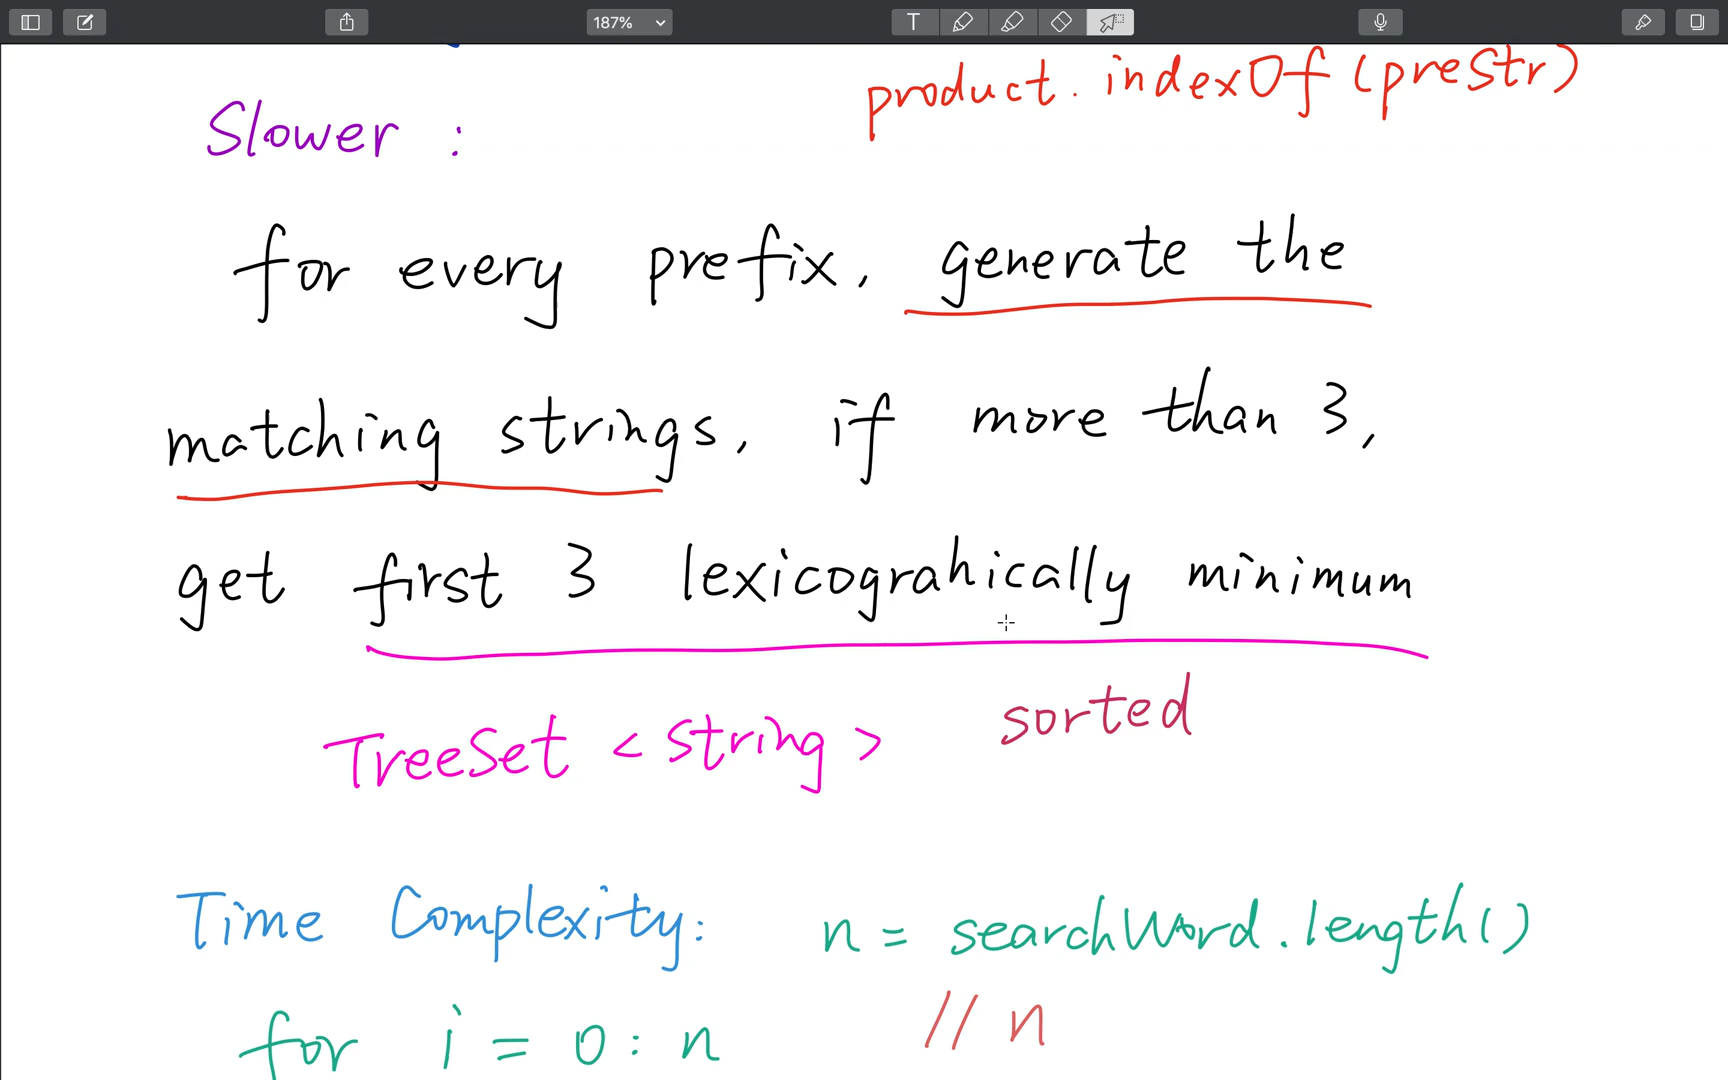 187%
T
product. indexOf (preStr)
Slower :
for every prefix, generate the
matching strings, if more than 3,
get first 3 lexicograhically minimum
TreeSet < String > sorted
Time Complexity: n = searchWord.length()
for i = 0 : n // n